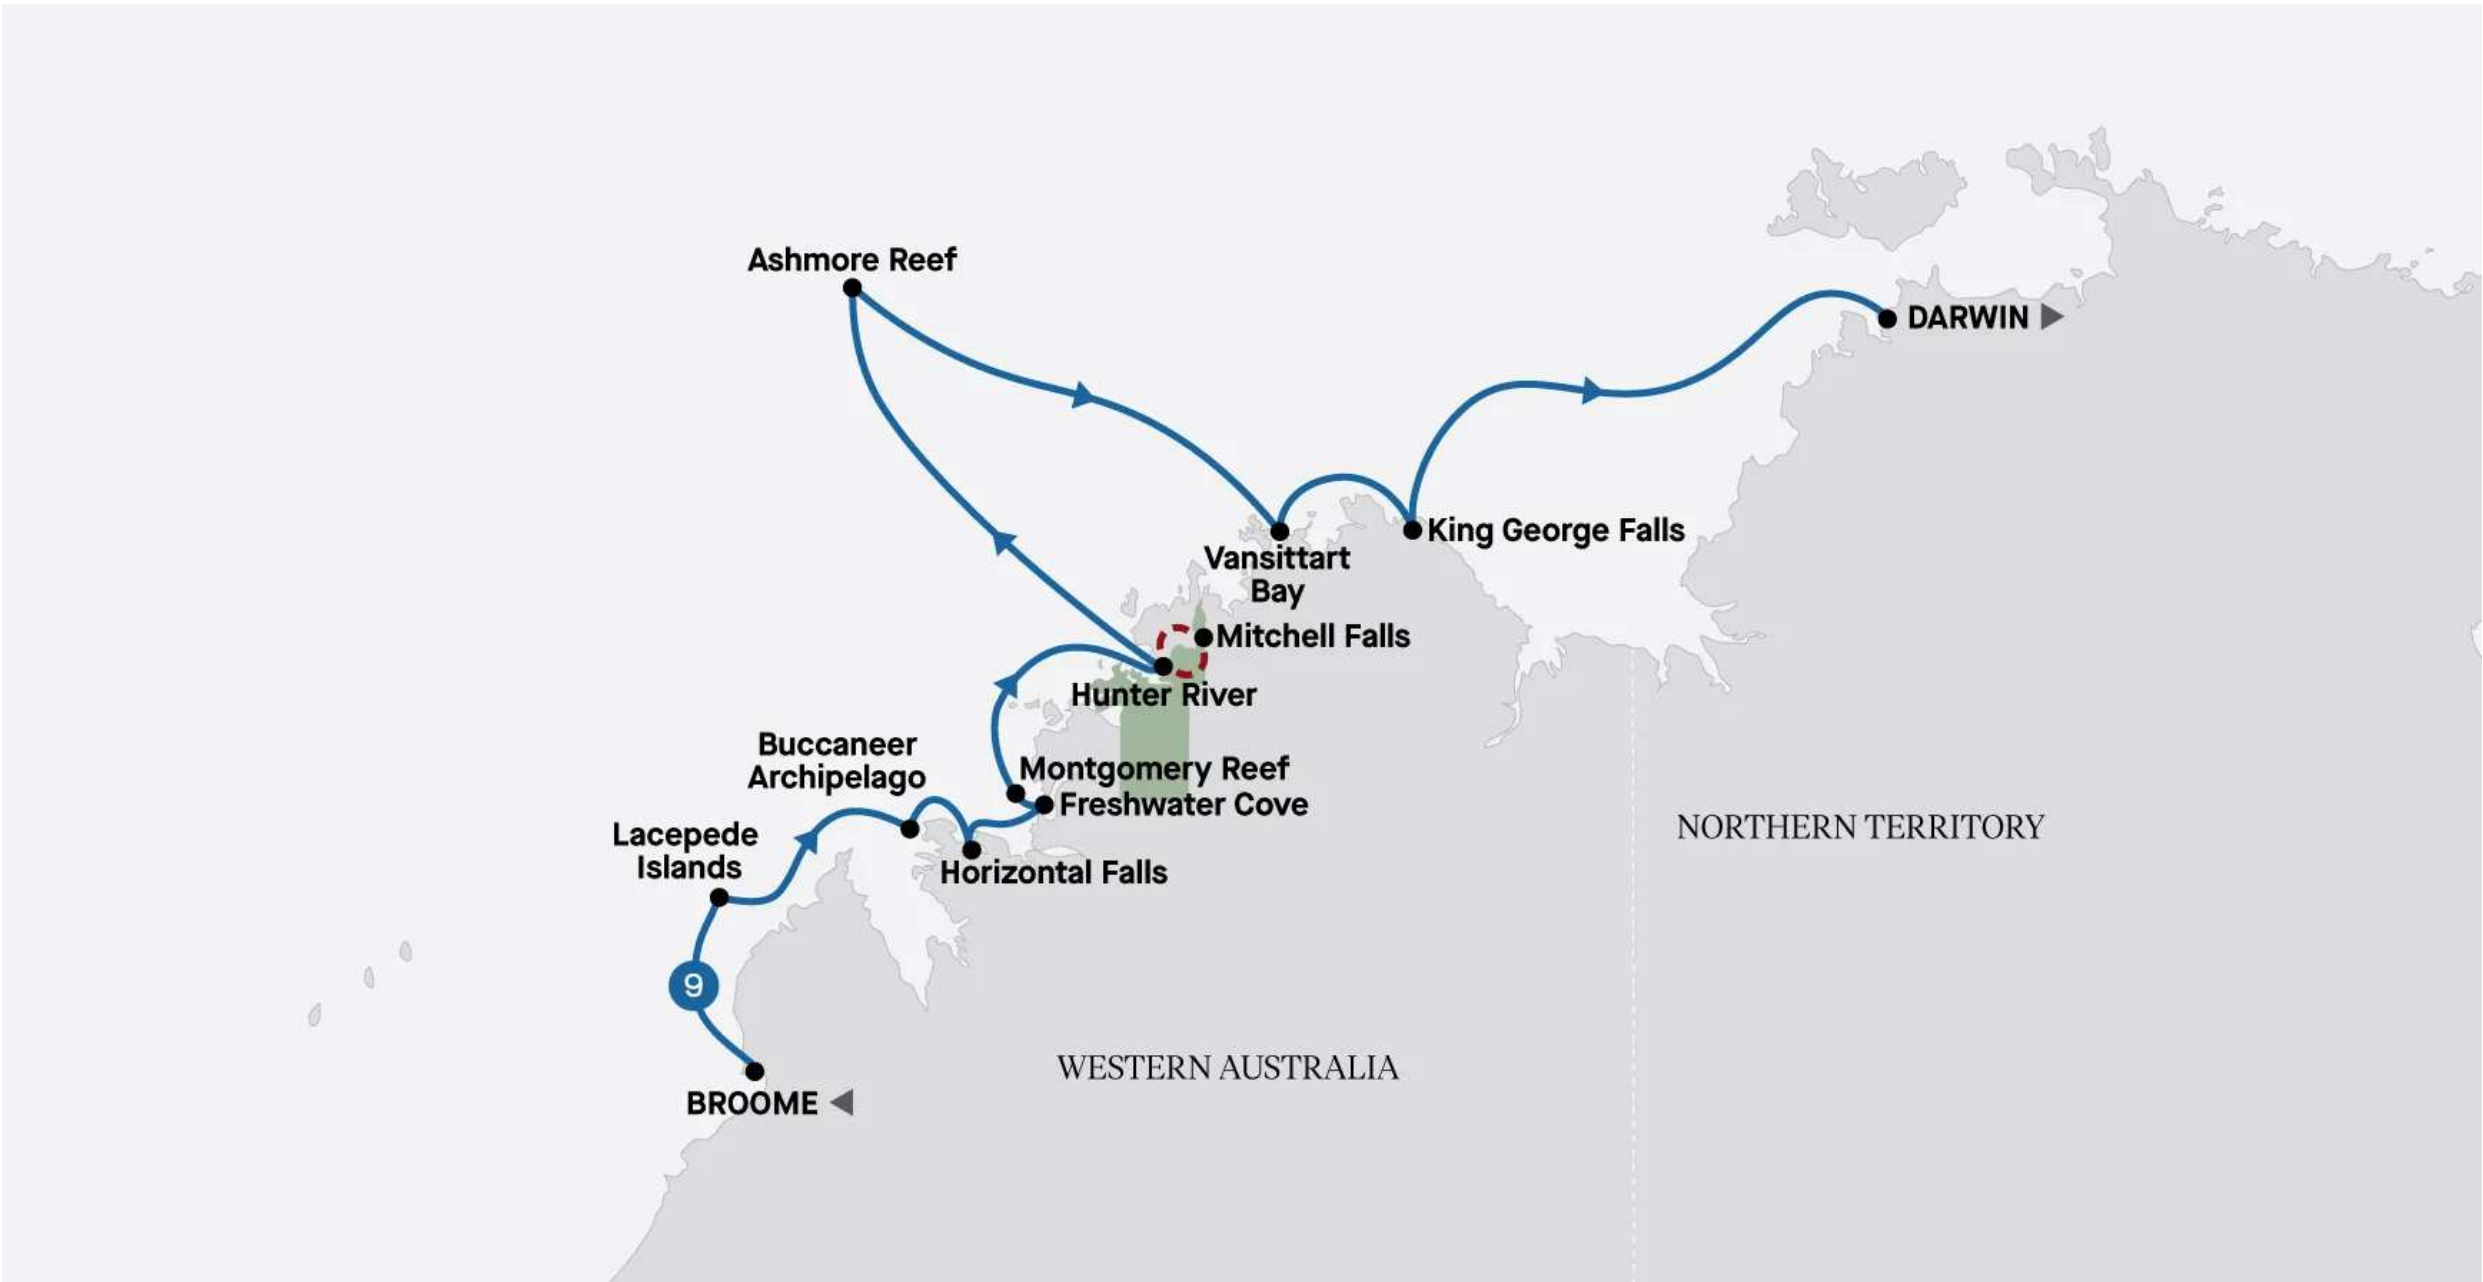 Ashmore Reef
DARWIN
King George Falls
Vansittart
Bay
Mitchell Falls
Hunter River
Buccaneer
Archipelago
Montgomery Reef
Freshwater Cove
Lacepede
Islands
Horizontal Falls
NORTHERN TERRITORY
9
WESTERN AUSTRALIA
BROOME